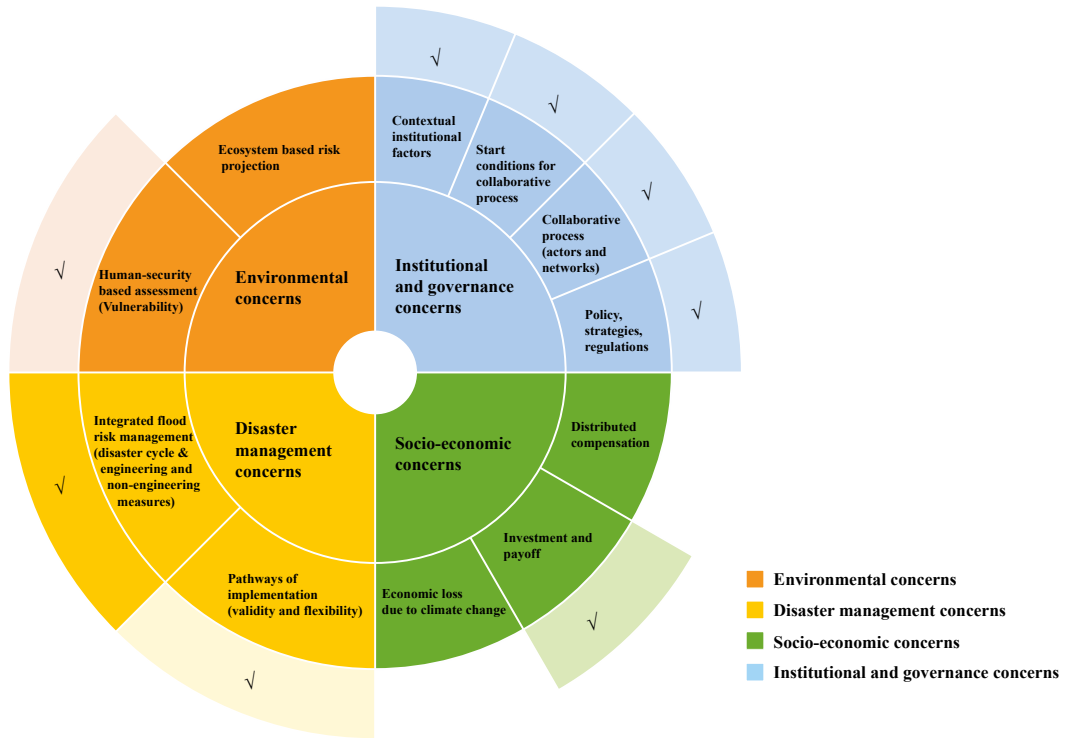 √
√
√
√
Contextual
institutional
factors
Start
conditions for
collaborative
process
Collaborative
process
(actors and
networks)
Policy,
strategies,
regulations
Institutional
and governance
concerns
Ecosystem based risk
projection
√
Human-security
based assessment
(Vulnerability)
Environmental
concerns
Disaster
management
concerns
√
Integrated flood
risk management
(disaster cycle &
engineering and
non-engineering
measures)
√
Pathways of
implementation
(validity and flexibility)
Socio-economic
concerns
Distributed
compensation
Investment and
payoff
√
Economic loss
due to climate change
Environmental concerns
Disaster management concerns
Socio-economic concerns
Institutional and governance concerns